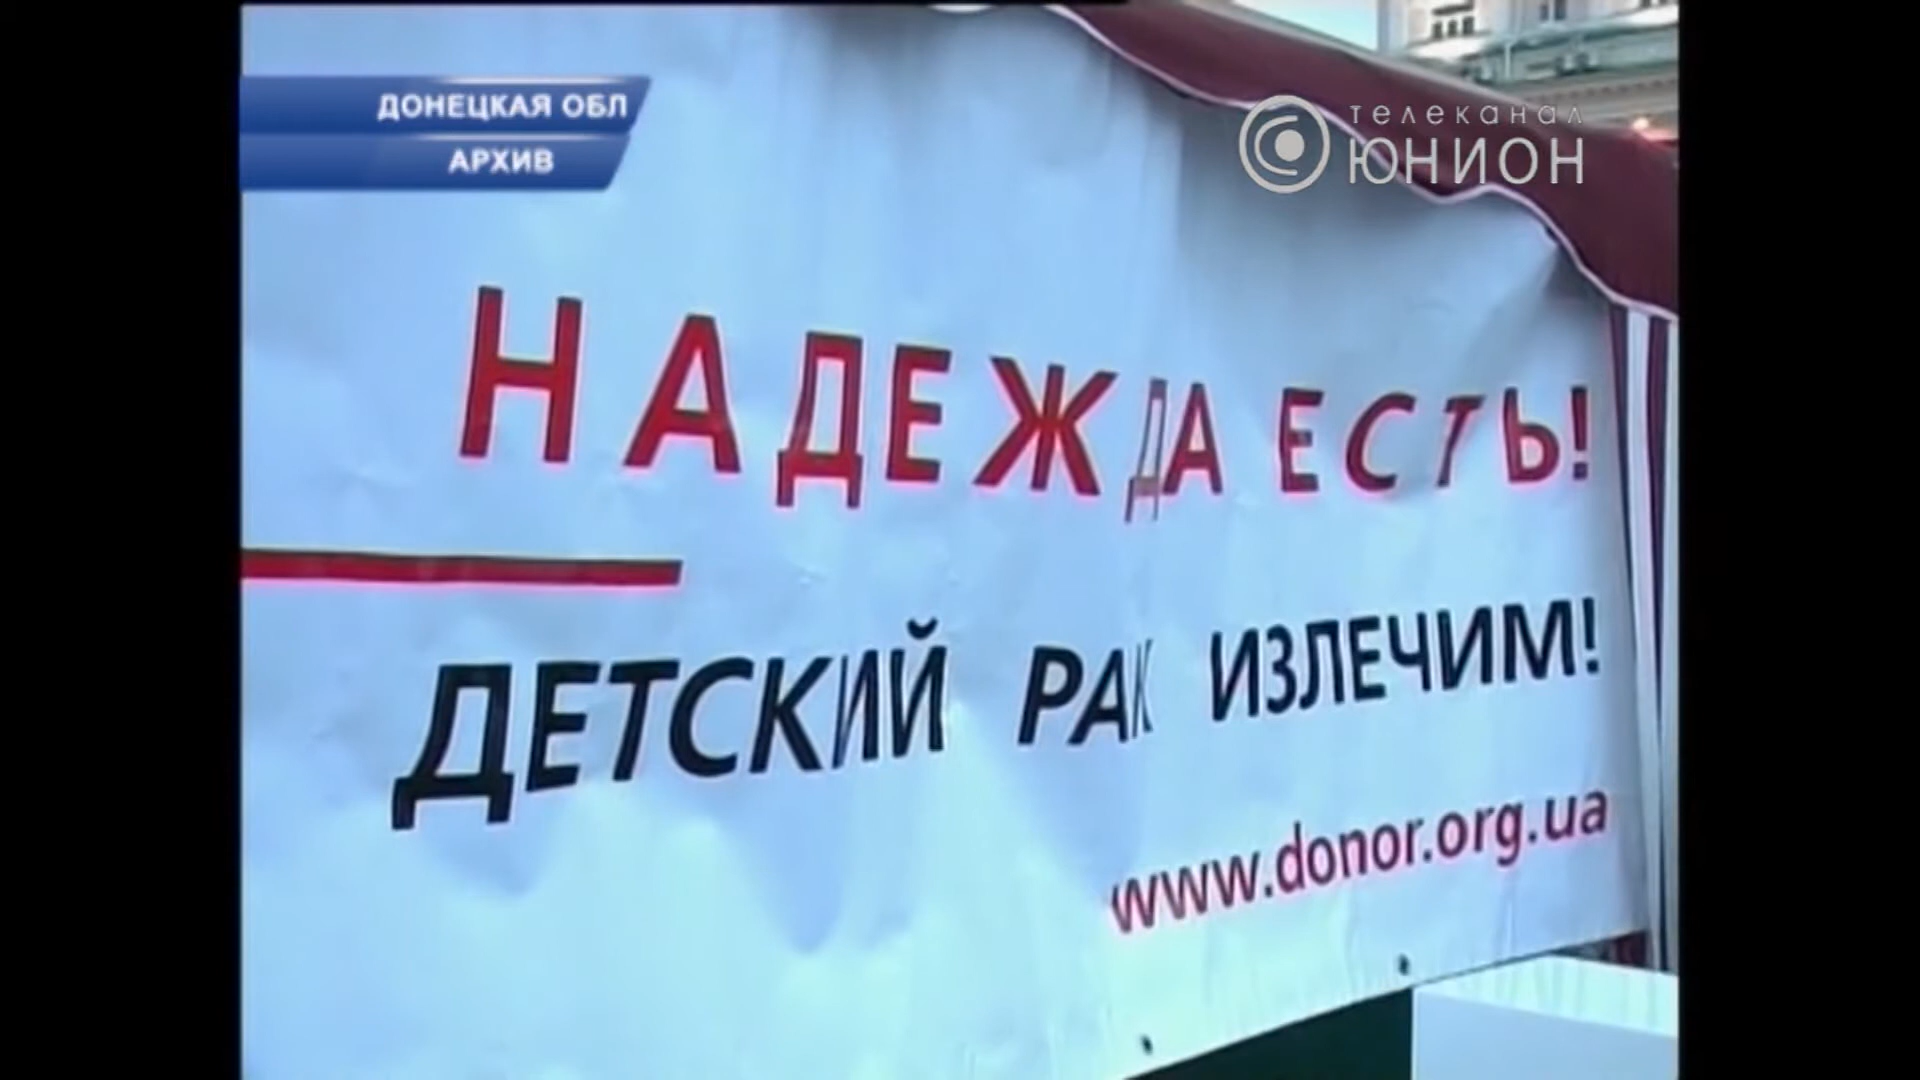 ДОНЕЦКАЯ ОБЛ
АРХИВ
телеканал
ЮНИОН
НАДЕЖДА ЕСТЬ!
ДЕТСКИЙ РАК ИЗЛЕЧИМ!
www.donor.org.ua